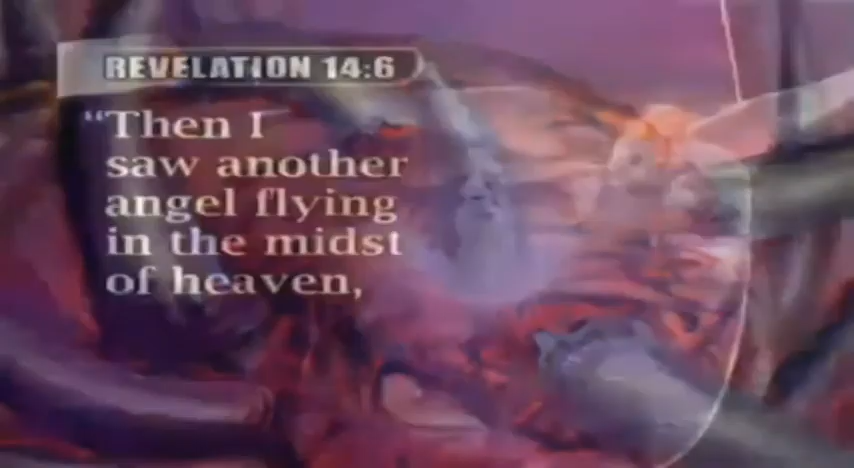 REVELATION 14:6
“Then I
saw another
angel flying
in the midst
of heaven,